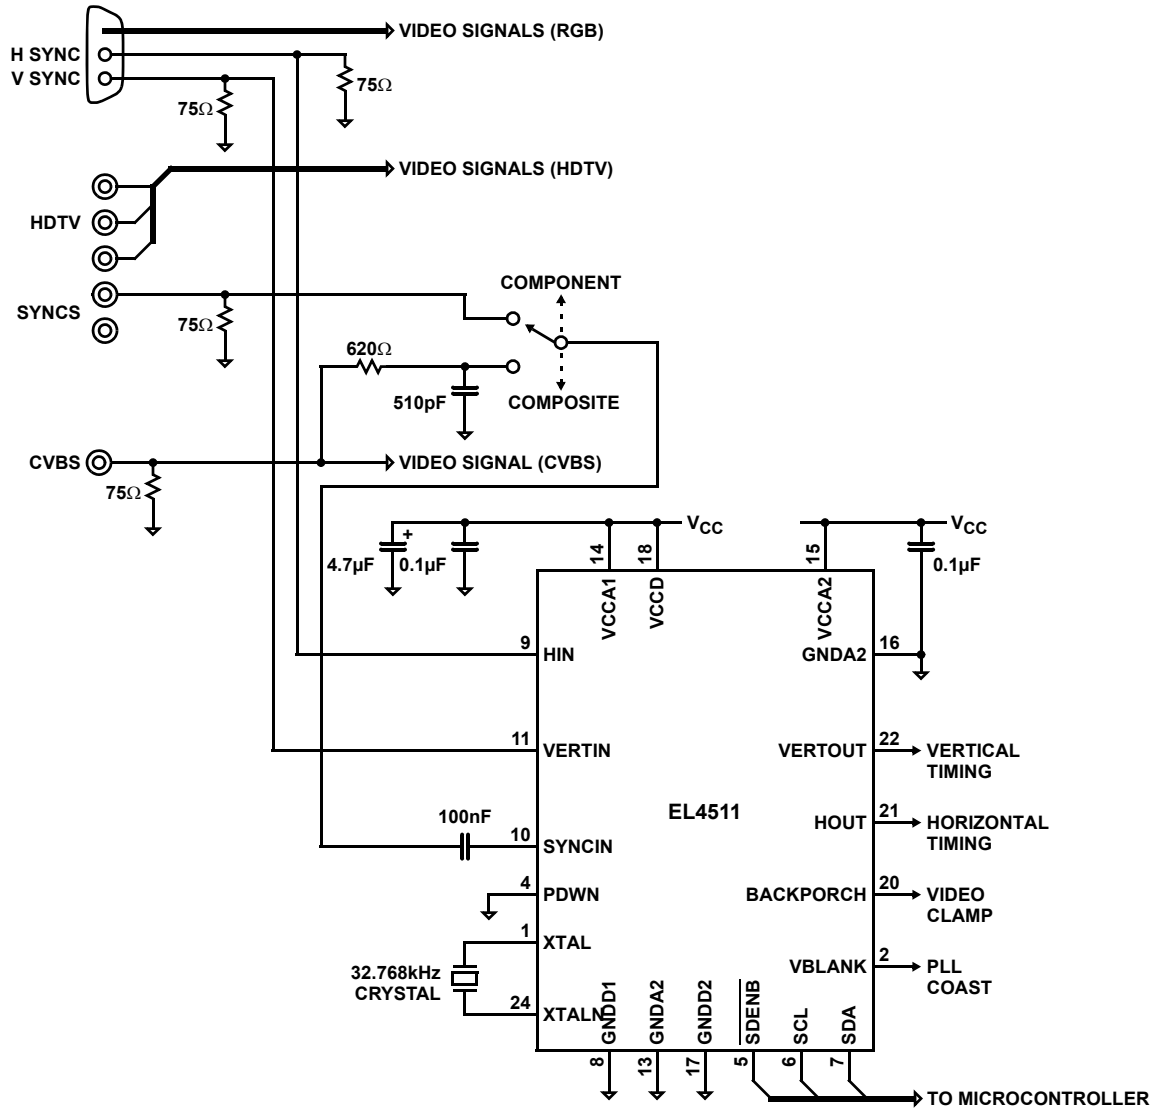 VIDEO SIGNALS (RGB)
H SYNC
V SYNC
75Ω
75Ω
VIDEO SIGNALS (HDTV)
HDTV
SYNCS
75Ω
COMPONENT
620Ω
510pF
COMPOSITE
CVBS
VIDEO SIGNAL (CVBS)
75Ω
VCC
VCC
4.7µF
+
0.1µF
0.1µF
14
18
15
VCCA1
VCCD
VCCA2
9
HIN
GNDA2
16
11
VERTIN
VERTOUT
22
VERTICAL
TIMING
EL4511
100nF
10
SYNCIN
HOUT
21
HORIZONTAL
TIMING
4
PDWN
BACKPORCH
20
VIDEO
CLAMP
1
XTAL
VBLANK
2
PLL
COAST
32.768kHz
CRYSTAL
24
XTALN
GNDD1
GNDA2
GNDD2
SDENB
SCL
SDA
8
13
17
5
6
7
TO MICROCONTROLLER